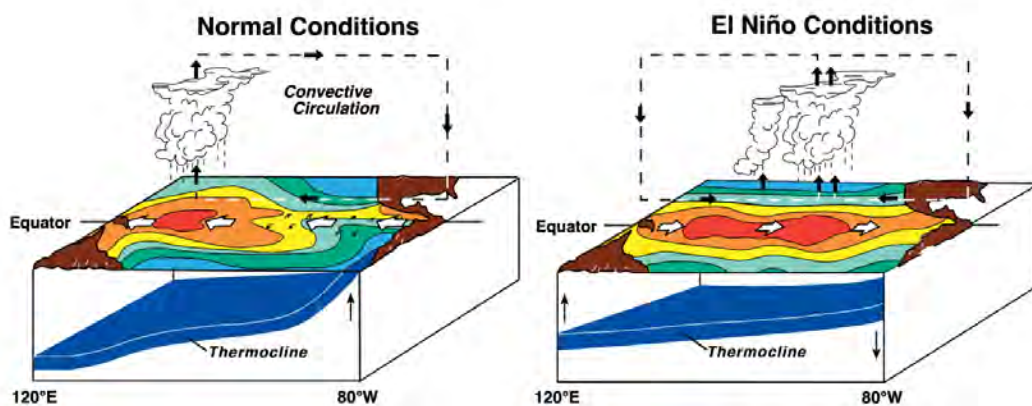 Normal Conditions
Convective
Circulation
Equator
Thermocline
120°E
80°W
El Niño Conditions
Equator
Thermocline
120°E
80°W